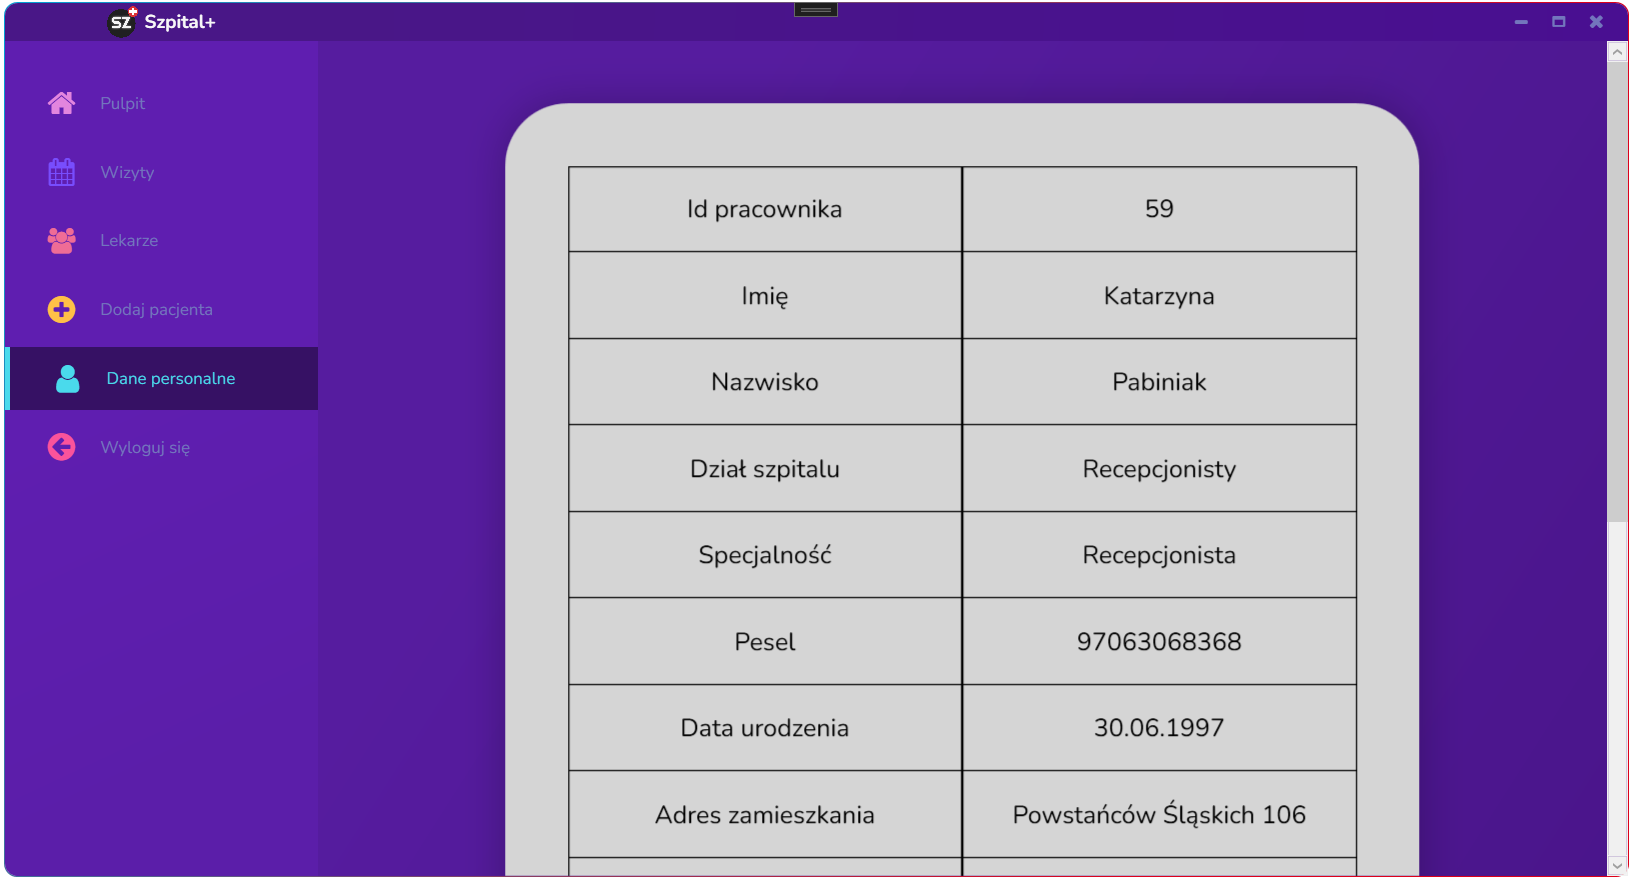 SZ Szpital+
Pulpit
Wizyty
Lekarze
Dodaj pacjenta
Dane personalne
Wyloguj się
Id pracownika 59
Imię Katarzyna
Nazwisko Pabiniak
Dział szpitalu Recepcjonisty
Specjalność Recepcjonista
Pesel 97063068368
Data urodzenia 30.06.1997
Adres zamieszkania Powstańców Śląskich 106